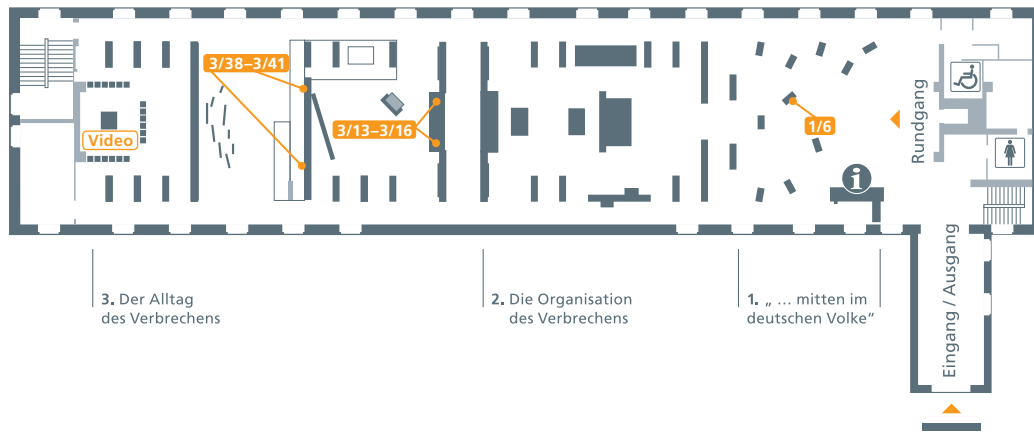 3/38–3/41
3/13–3/16
1/6
Video
Rundgang
i
3. Der Alltag
des Verbrechens
2. Die Organisation
des Verbrechens
1. „ … mitten im
deutschen Volke“
Eingang / Ausgang